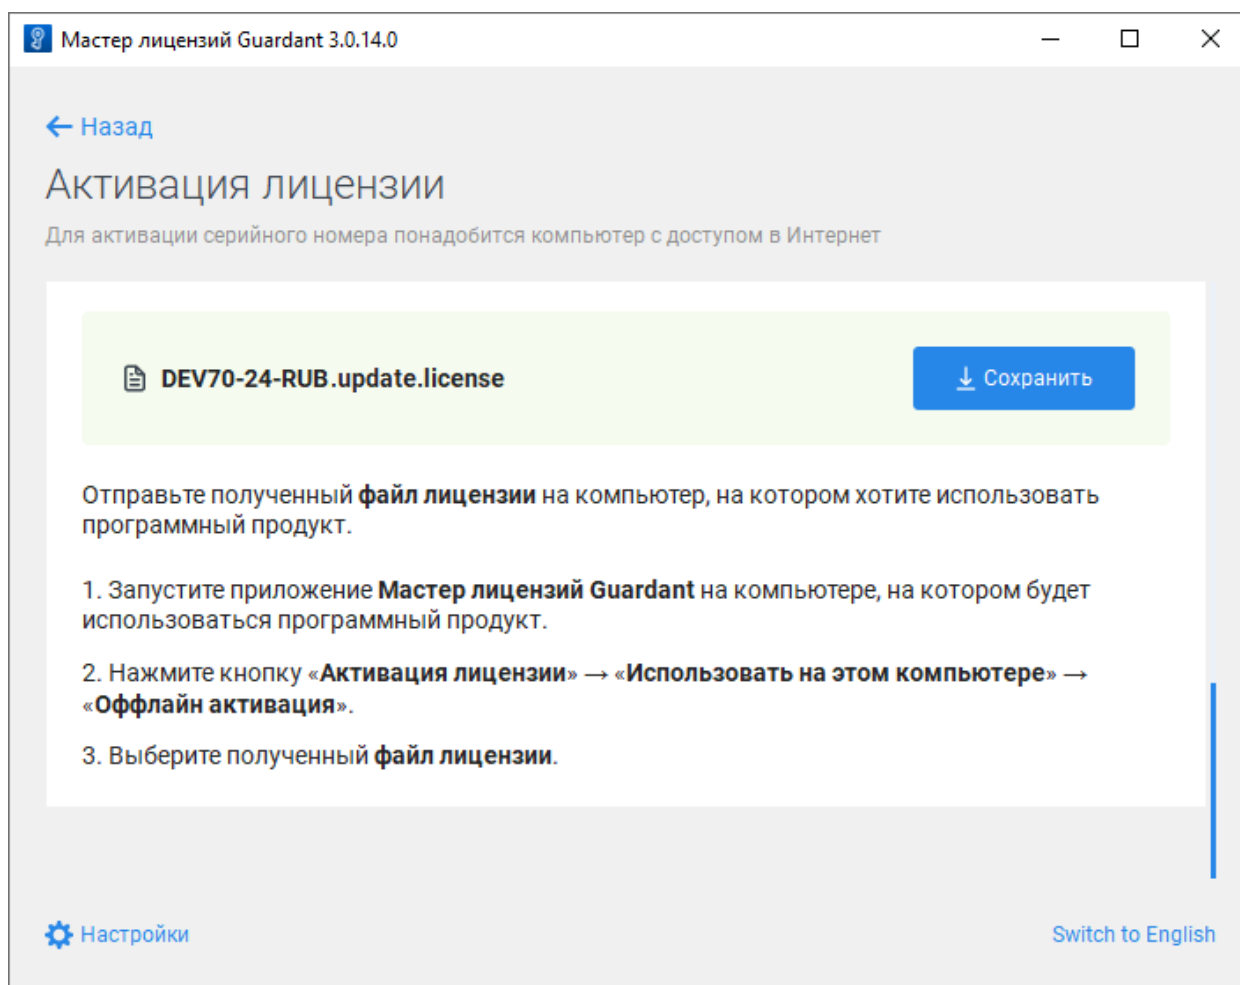 Мастер лицензий Guardant 3.0.14.0
← Назад
Активация лицензии
Для активации серийного номера понадобится компьютер с доступом в Интернет
DEV70-24-RUB.update.license
Сохранить
Отправьте полученный файл лицензии на компьютер, на котором хотите использовать
программный продукт.
1. Запустите приложение Мастер лицензий Guardant на компьютере, на котором будет
использоваться программный продукт.
2. Нажмите кнопку «Активация лицензии» → «Использовать на этом компьютере» →
«Оффлайн активация».
3. Выберите полученный файл лицензии.
Настройки
Switch to English